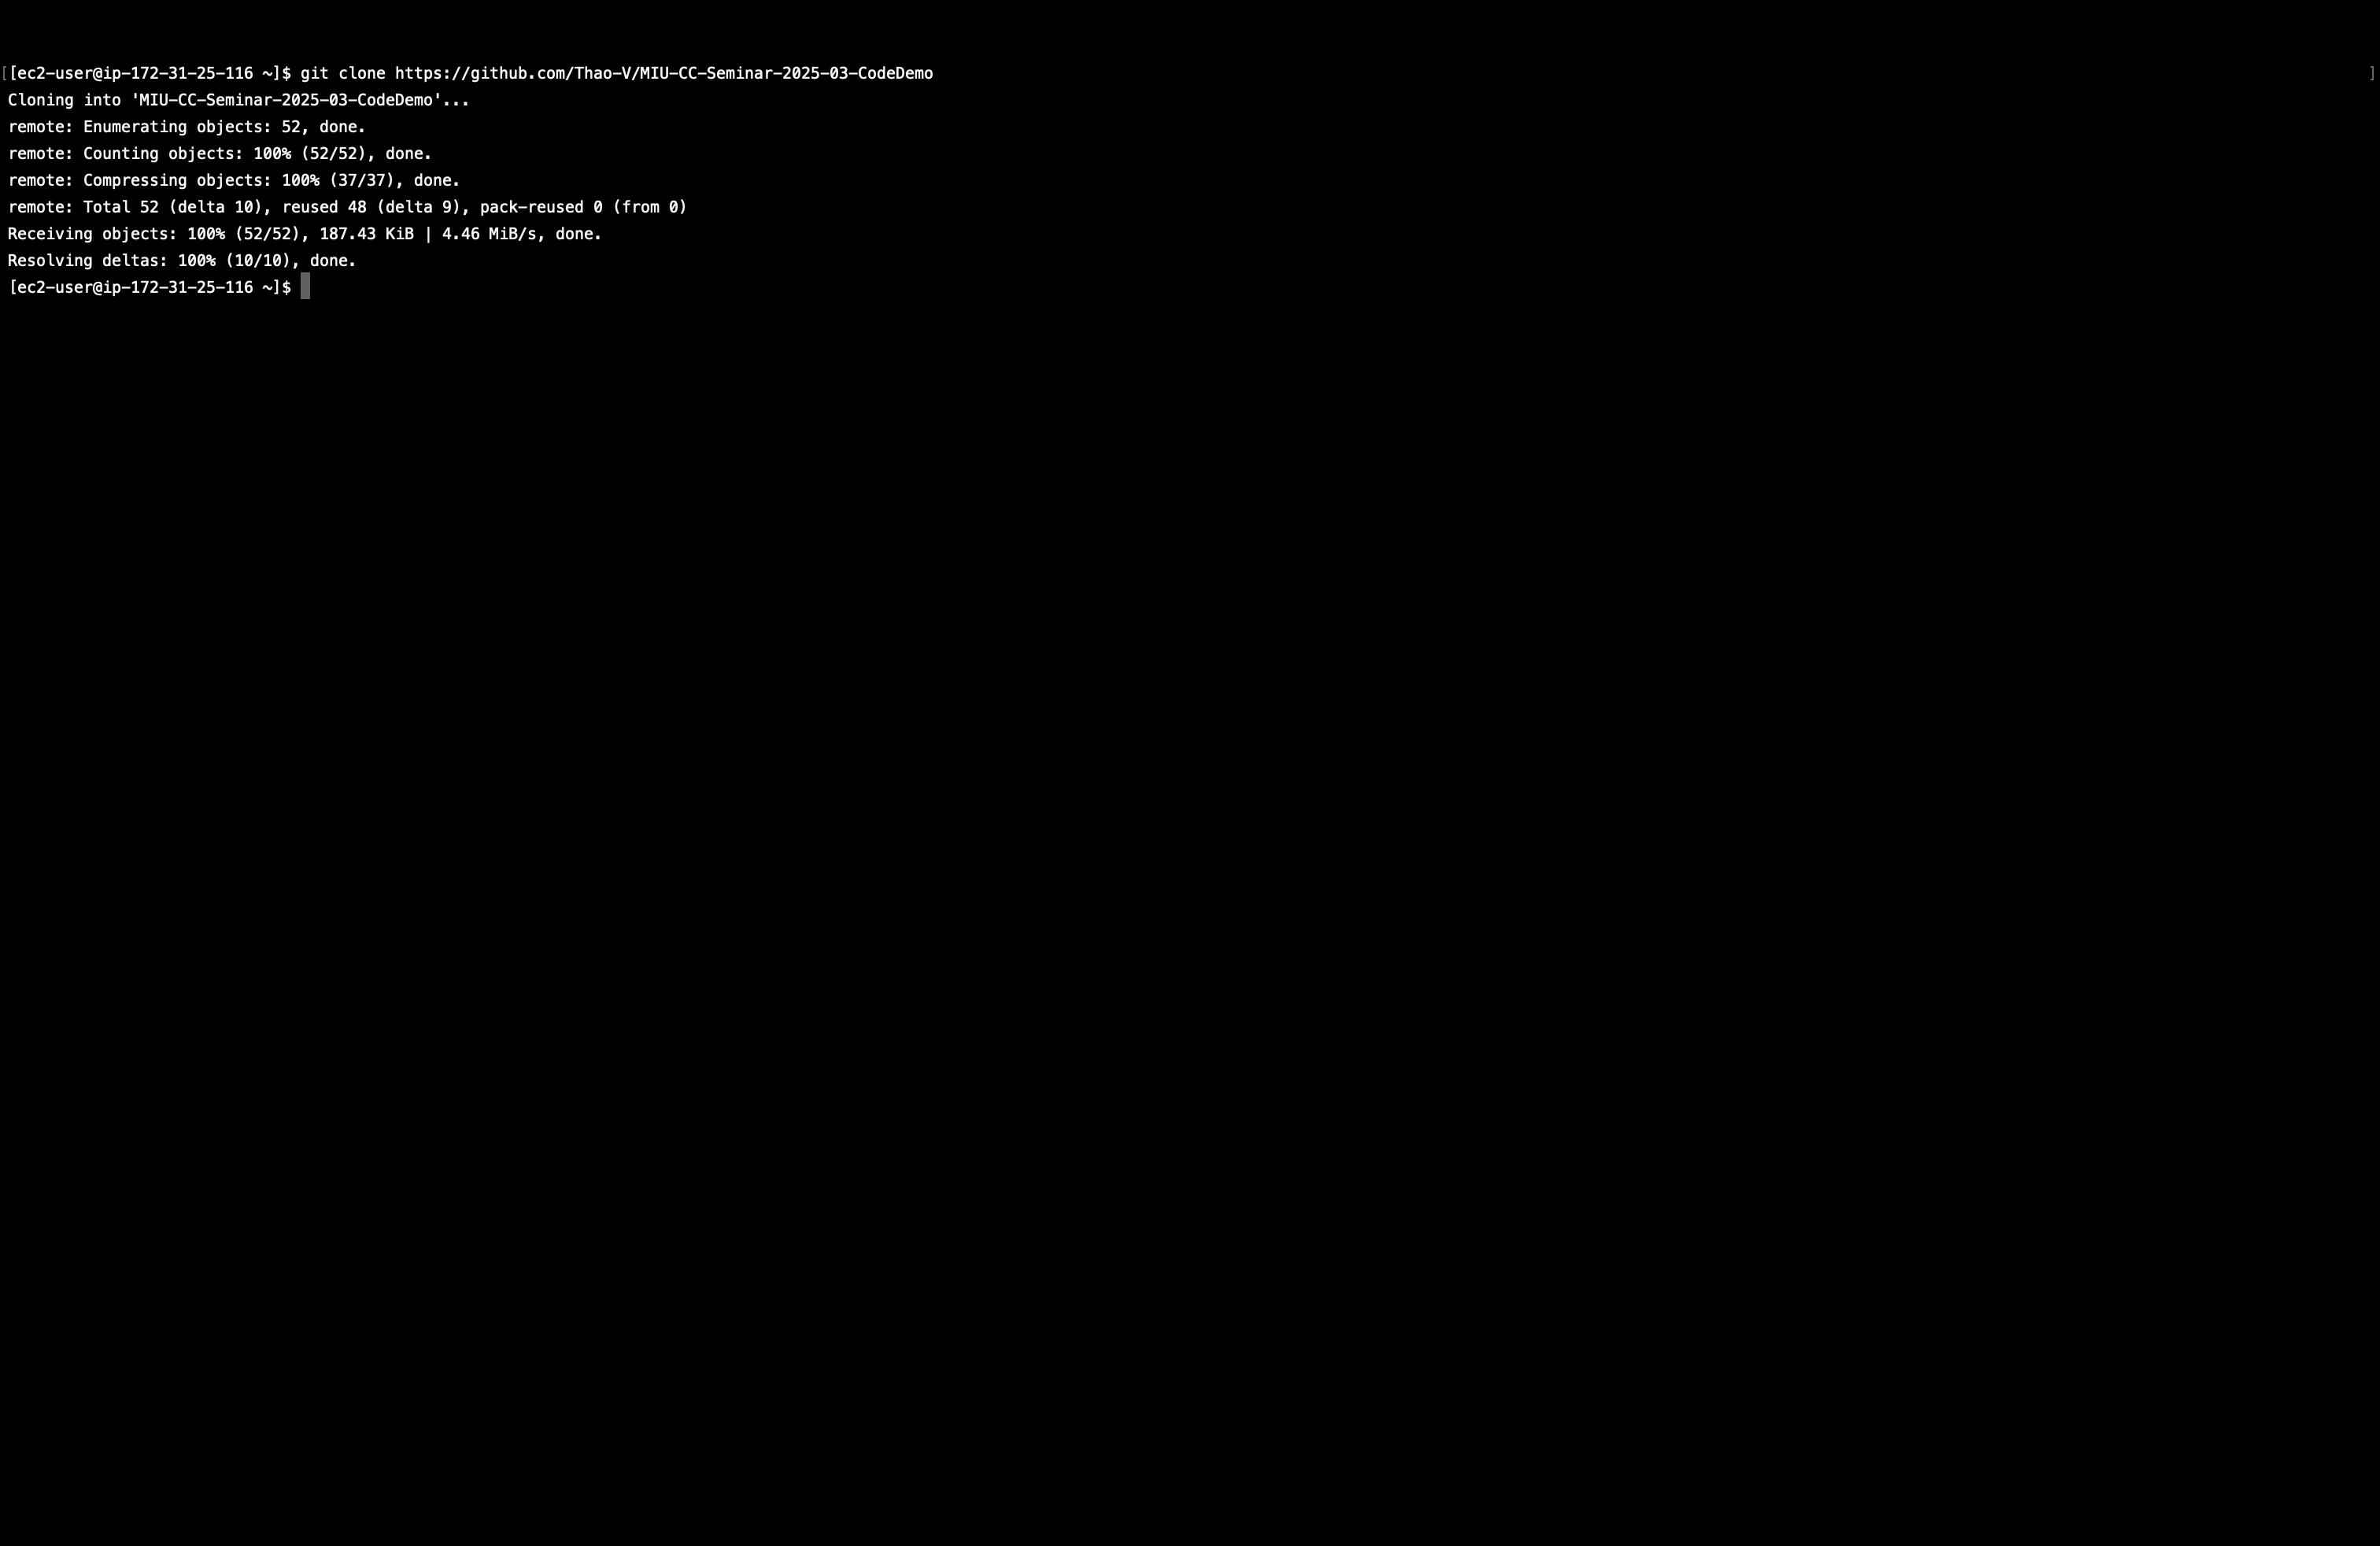 [[ec2-user@ip-172-31-25-116 ~]$ git clone https://github.com/Thao-V/MIU-CC-Seminar-2025-03-CodeDemo ]
Cloning into 'MIU-CC-Seminar-2025-03-CodeDemo'...
remote: Enumerating objects: 52, done.
remote: Counting objects: 100% (52/52), done.
remote: Compressing objects: 100% (37/37), done.
remote: Total 52 (delta 10), reused 48 (delta 9), pack-reused 0 (from 0)
Receiving objects: 100% (52/52), 187.43 KiB | 4.46 MiB/s, done.
Resolving deltas: 100% (10/10), done.
[ec2-user@ip-172-31-25-116 ~]$